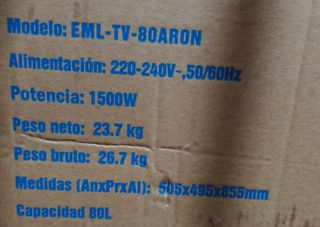 Modelo: EML-TV-80ARON
Alimentación: 220-240V~,50/60Hz
Potencia: 1500W
Peso neto: 23.7 kg
Peso bruto: 26.7 kg
Medidas (AnxPrxAl): 505x495x855mm
Capacidad 80L